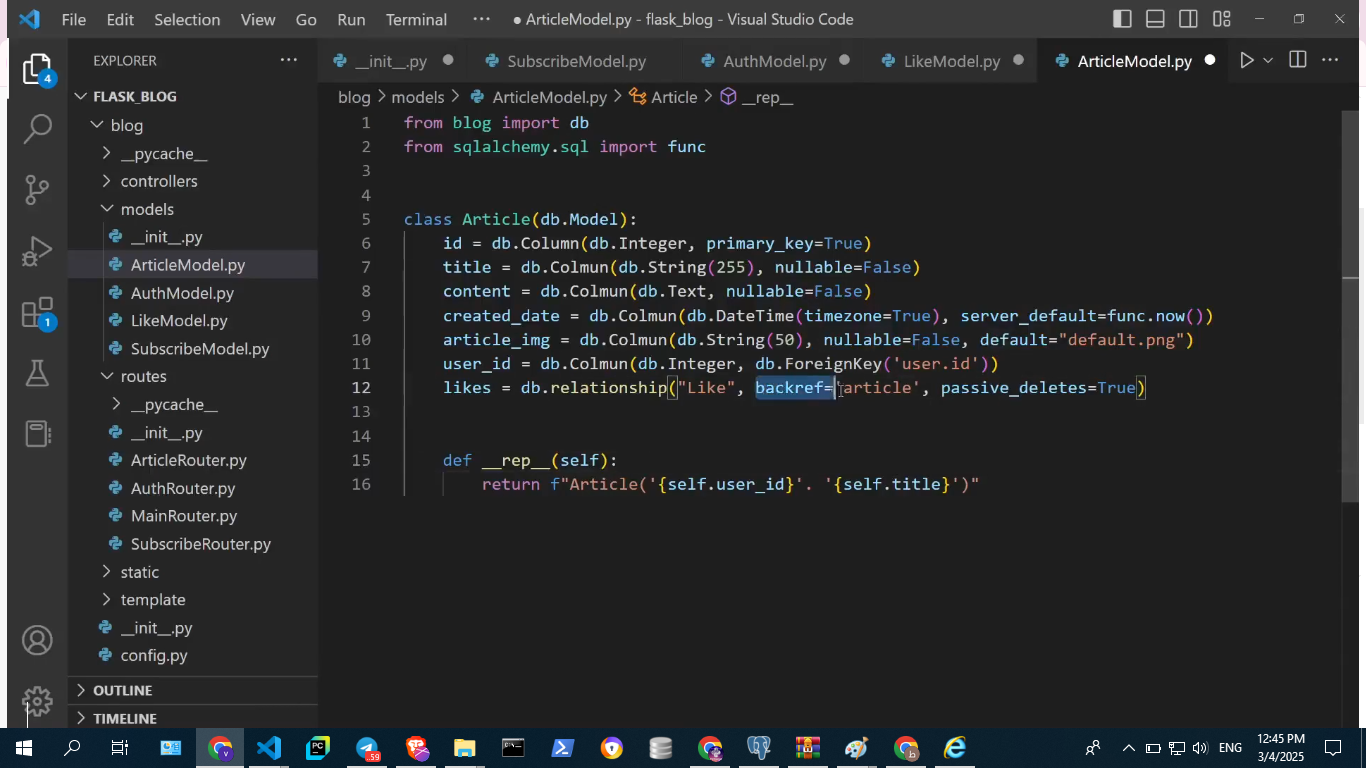 File Edit Selection View Go Run Terminal ··· ● ArticleModel.py - flask_blog - Visual Studio Code
EXPLORER ···
__init__.py SubscribeModel.py AuthModel.py LikeModel.py ArticleModel.py
4
FLASK_BLOG
blog > models > ArticleModel.py > Article > __rep__
blog
__pycache__
controllers
models
__init__.py
ArticleModel.py
AuthModel.py
LikeModel.py
1
SubscribeModel.py
routes
__pycache__
__init__.py
ArticleRouter.py
AuthRouter.py
MainRouter.py
SubscribeRouter.py
static
template
__init__.py
config.py
OUTLINE
TIMELINE
1 from blog import db
2 from sqlalchemy.sql import func
3
4
5 class Article(db.Model):
6 id = db.Column(db.Integer, primary_key=True)
7 title = db.Colmun(db.String(255), nullable=False)
8 content = db.Colmun(db.Text, nullable=False)
9 created_date = db.Colmun(db.DateTime(timezone=True), server_default=func.now())
10 article_img = db.Colmun(db.String(50), nullable=False, default="default.png")
11 user_id = db.Colmun(db.Integer, db.ForeignKey('user.id'))
12 likes = db.relationship("Like", backref='article', passive_deletes=True)
13
14
15 def __rep__(self):
16 return f"Article('{self.user_id}'. '{self.title}')"
59
ENG
12:45 PM
3/4/2025